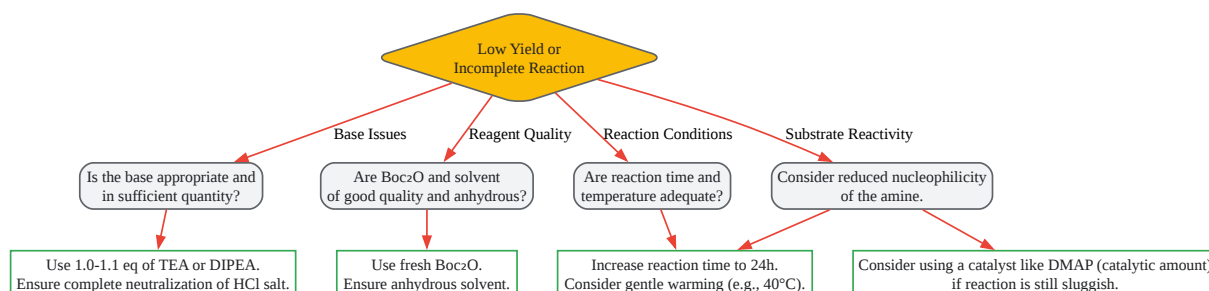 Low Yield or
Incomplete Reaction
Base Issues
Reagent Quality
Reaction Conditions
Substrate Reactivity
Is the base appropriate and
in sufficient quantity?
Are Boc₂O and solvent
of good quality and anhydrous?
Are reaction time and
temperature adequate?
Consider reduced nucleophilicity
of the amine.
Use 1.0-1.1 eq of TEA or DIPEA.
Ensure complete neutralization of HCl salt.
Use fresh Boc₂O.
Ensure anhydrous solvent.
Increase reaction time to 24h.
Consider gentle warming (e.g., 40°C).
Consider using a catalyst like DMAP (catalytic amount)
if reaction is still sluggish.